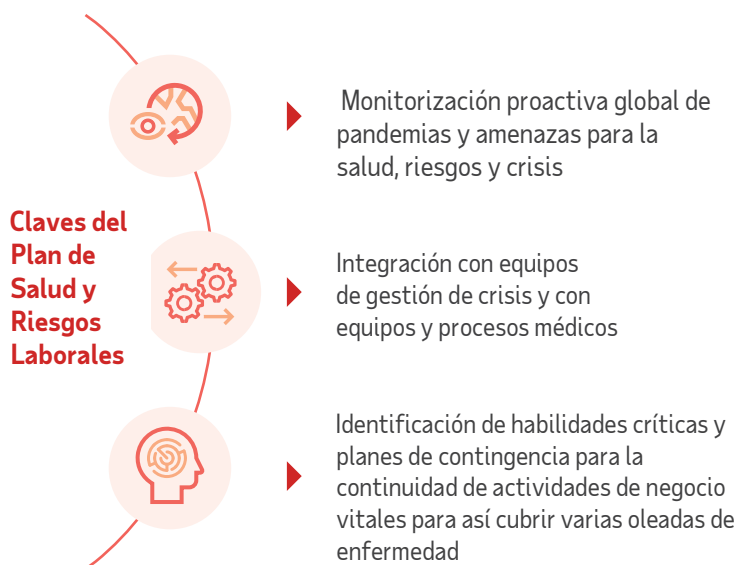 Claves del
Plan de
Salud y
Riesgos
Laborales
Monitorización proactiva global de
pandemias y amenazas para la
salud, riesgos y crisis
Integración con equipos
de gestión de crisis y con
equipos y procesos médicos
Identificación de habilidades críticas y
planes de contingencia para la
continuidad de actividades de negocio
vitales para así cubrir varias oleadas de
enfermedad